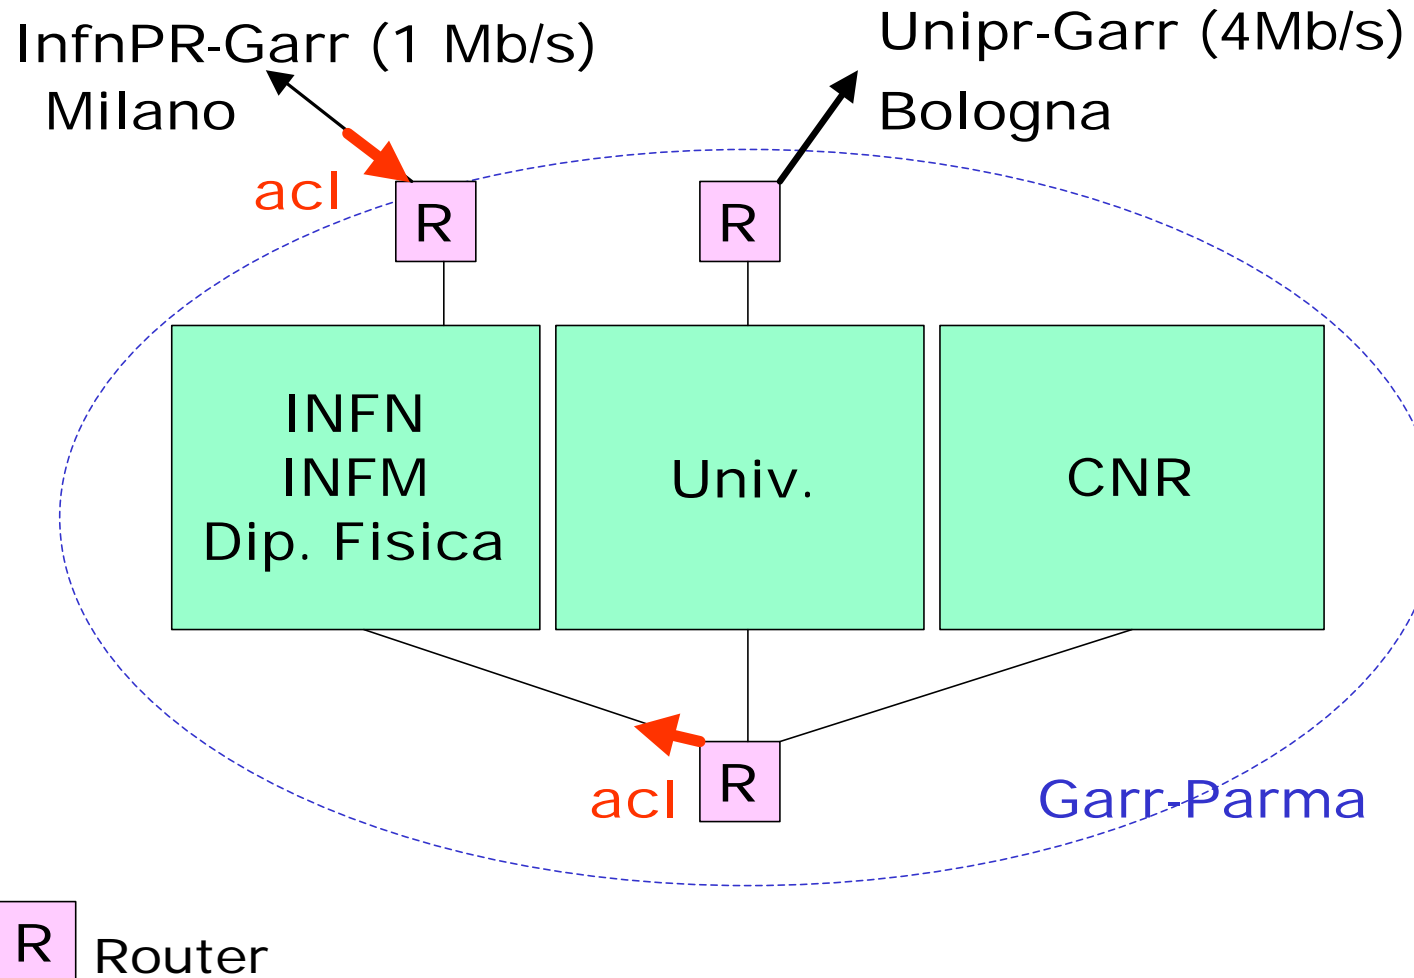 InfnPR-Garr (1 Mb/s)
Milano
Unipr-Garr (4Mb/s)
Bologna
acl
R
R
INFN
INFM
Dip. Fisica
Univ.
CNR
acl
R
Garr-Parma
R
Router